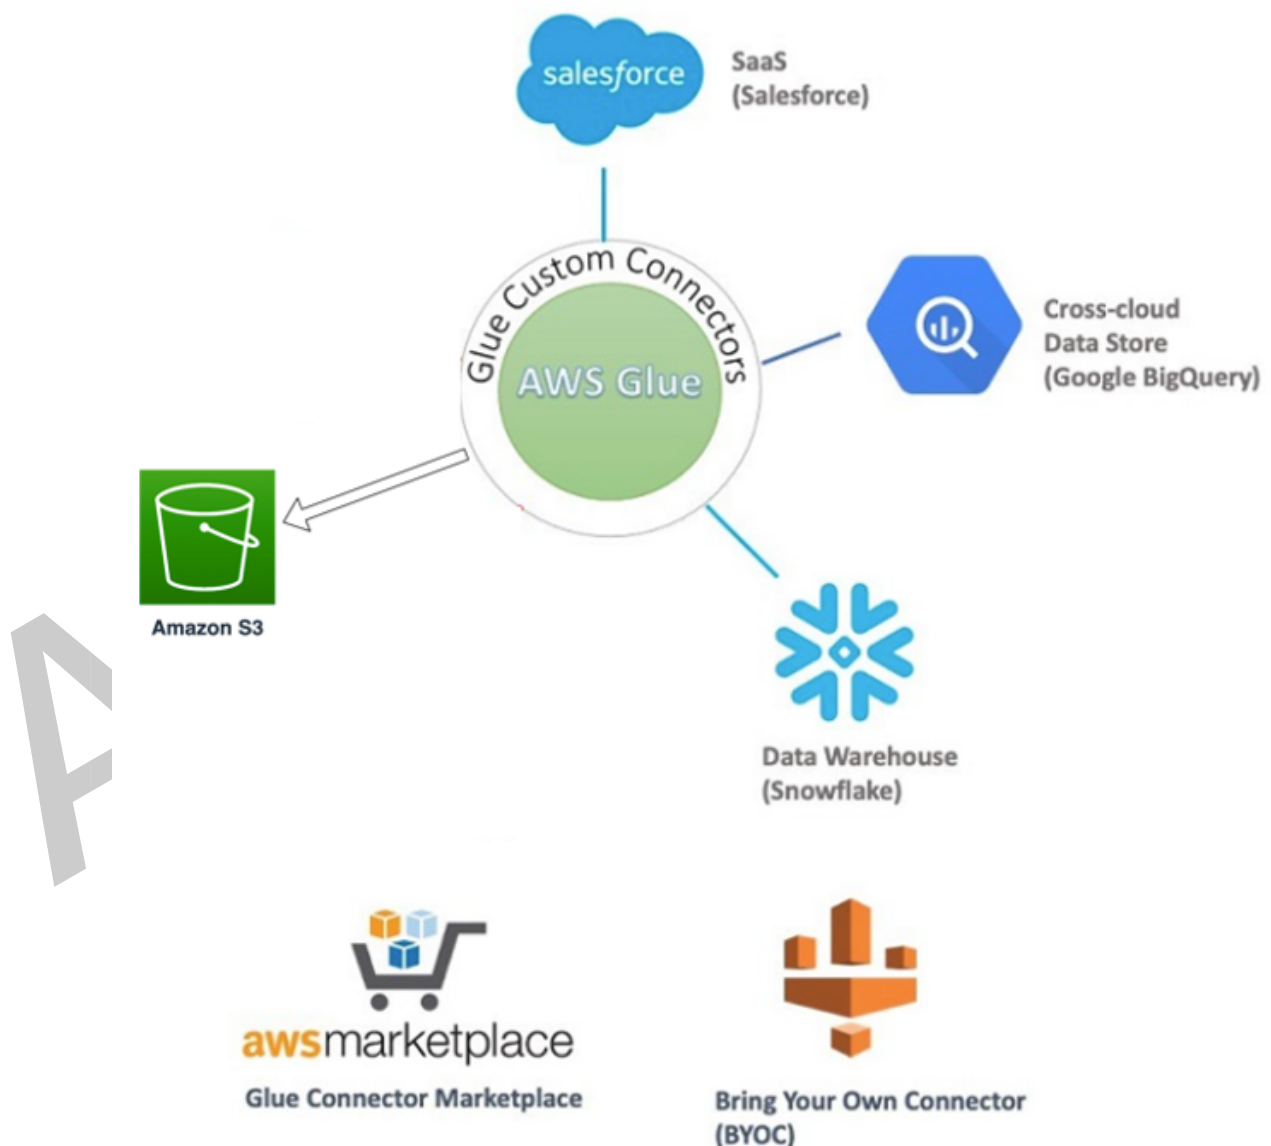 salesforce
SaaS
(Salesforce)
Glue Custom Connectors
AWS Glue
Cross-cloud
Data Store
(Google BigQuery)
Amazon S3
Data Warehouse
(Snowflake)
awsmarketplace
Glue Connector Marketplace
Bring Your Own Connector
(BYOC)
A